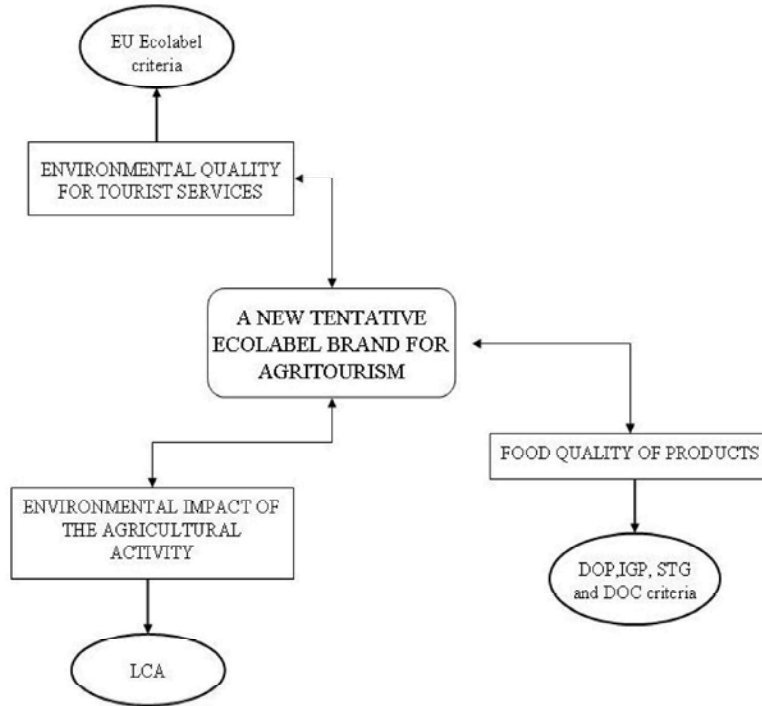 EU Ecolabel
criteria
ENVIRONMENTAL QUALITY
FOR TOURIST SERVICES
A NEW TENTATIVE
ECOLABEL BRAND FOR
AGRITOURISM
FOOD QUALITY OF PRODUCTS
ENVIRONMENTAL IMPACT OF
THE AGRICULTURAL
ACTIVITY
DOP,IGP, STG
and DOC criteria
LCA